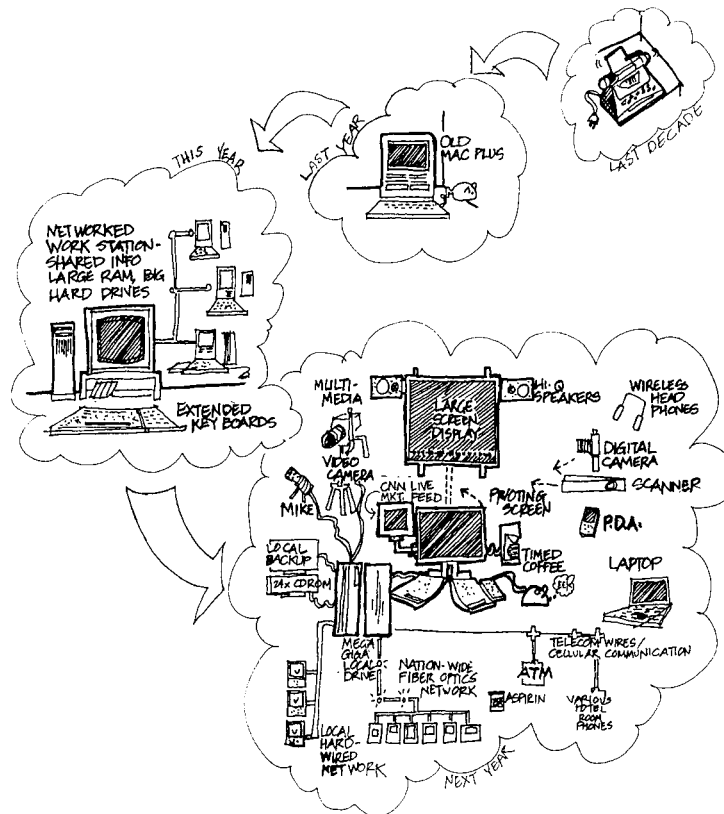 LAST DECADE
OLD
MAC PLUS
LAST YEAR
THIS YEAR
NETWORKED
WORK STATION-
SHARED INFO
LARGE RAM, BIG
HARD DRIVES
EXTENDED
KEY BOARDS
MULTI-
MEDIA
VIDEO
CAMERA
MIKE
LARGE
SCREEN
DISPLAY
HI-Q
SPEAKERS
WIRELESS
HEAD
PHONES
DIGITAL
CAMERA
SCANNER
CNN LIVE
MKT. FEED
PIVOTING
SCREEN
P.D.A.
LOCAL
BACKUP
24x CDROM
TIMED
COFFEE
LAPTOP
MEGA
GIGA
LOCAL
DRIVE
NATION-WIDE
FIBER OPTICS
NETWORK
TELECOM WIRES/
CELLULAR COMMUNICATION
ATM
ASPIRIN
VARIOUS
HOTEL
ROOM
PHONES
LOCAL
HARD-
WIRED
NETWORK
NEXT YEAR